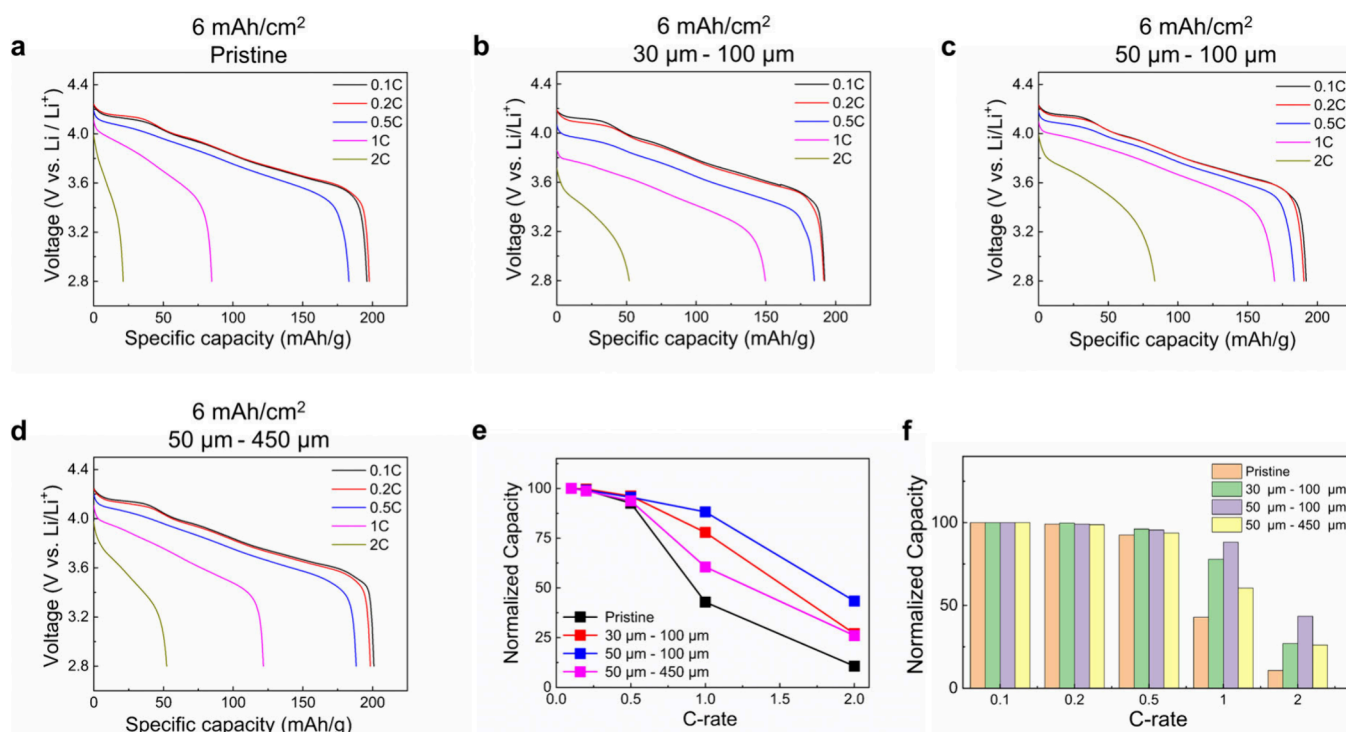 6 mAh/cm²
a Pristine
4.4
4.0
3.6
3.2
2.8
Voltage (V vs. Li / Li⁺)
0.1C
0.2C
0.5C
1C
2C
0 50 100 150 200
Specific capacity (mAh/g)
6 mAh/cm²
b 30 µm - 100 µm
4.4
4.0
3.6
3.2
2.8
Voltage (V vs. Li/Li⁺)
0.1C
0.2C
0.5C
1C
2C
0 50 100 150 200
Specific capacity (mAh/g)
6 mAh/cm²
c 50 µm - 100 µm
4.4
4.0
3.6
3.2
2.8
Voltage (V vs. Li/Li⁺)
0.1C
0.2C
0.5C
1C
2C
0 50 100 150 200
Specific capacity (mAh/g)
6 mAh/cm²
d 50 µm - 450 µm
4.4
4.0
3.6
3.2
2.8
Voltage (V vs. Li/Li⁺)
0.1C
0.2C
0.5C
1C
2C
0 50 100 150 200
Specific capacity (mAh/g)
e
100
75
50
25
0
Normalized Capacity
Pristine
30 µm - 100 µm
50 µm - 100 µm
50 µm - 450 µm
0.0 0.5 1.0 1.5 2.0
C-rate
f
100
50
0
Normalized Capacity
Pristine
30 µm - 100 µm
50 µm - 100 µm
50 µm - 450 µm
0.1 0.2 0.5 1 2
C-rate